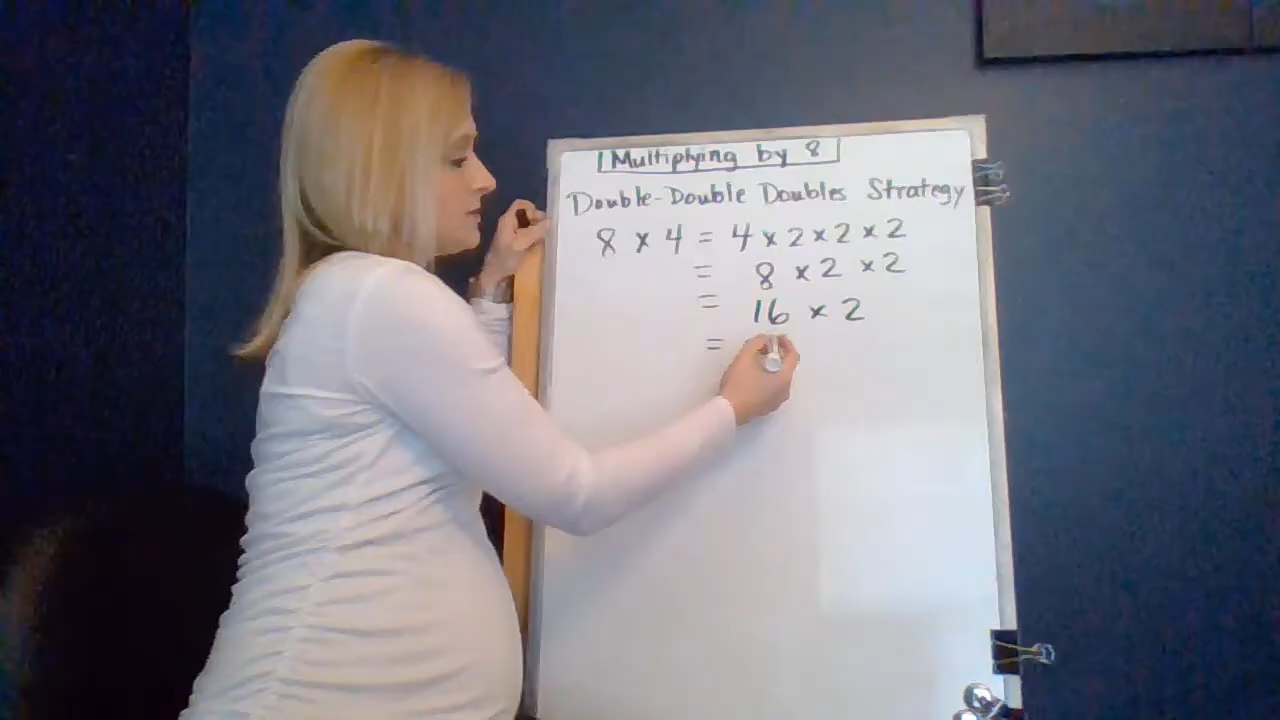 Multiplying by 8
Double-Double Doubles Strategy
8 × 4 = 4 × 2 × 2 × 2
= 8 × 2 × 2
= 16 × 2
=